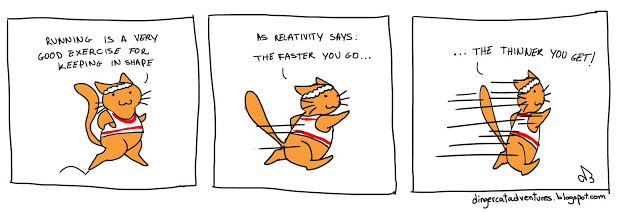 RUNNING IS A VERY
GOOD EXERCISE FOR
KEEPING IN SHAPE
AS RELATIVITY SAYS:
THE FASTER YOU GO...
... THE THINNER YOU GET!
dingercatadventures.blogspot.com